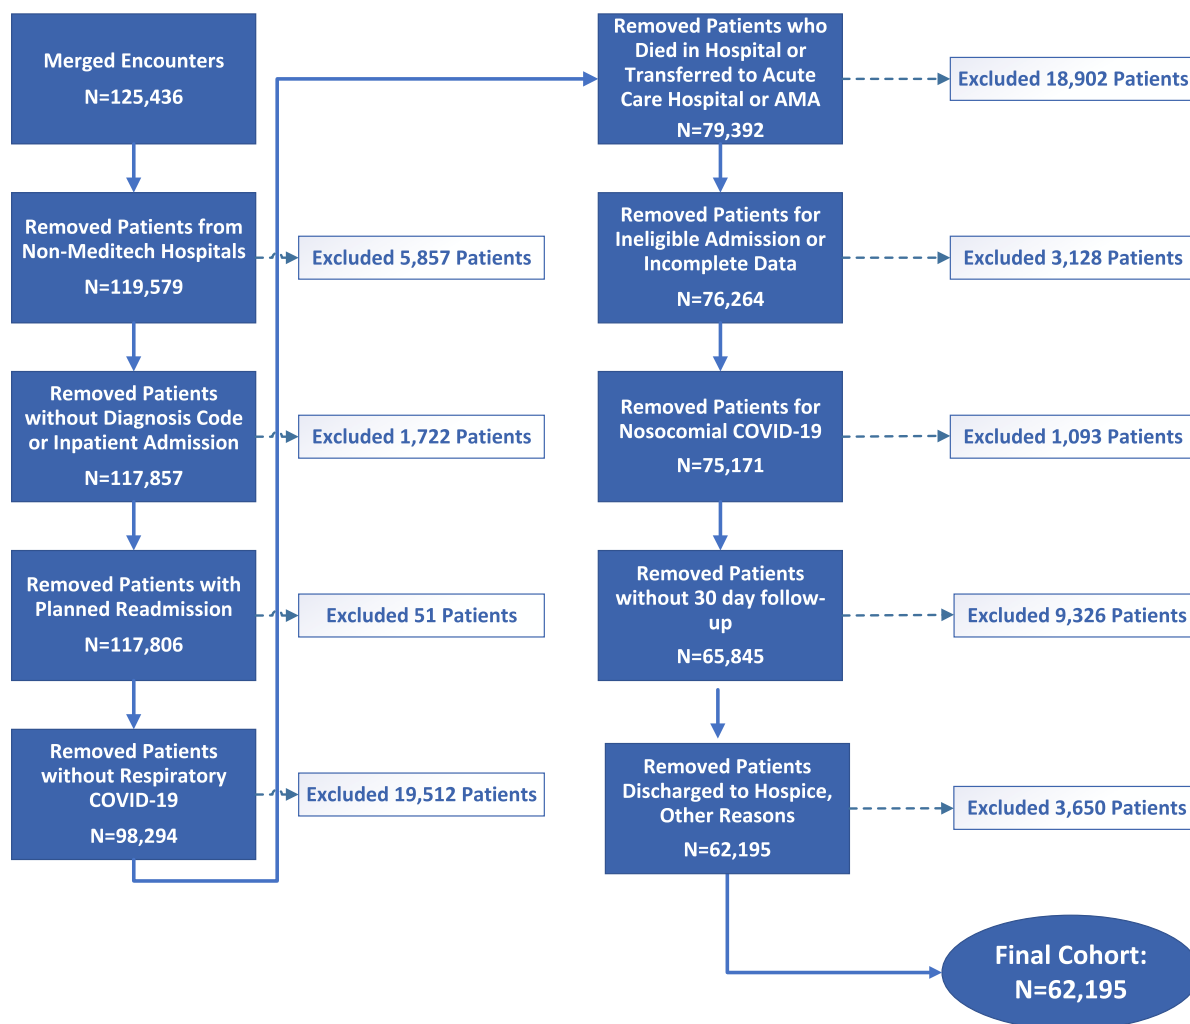 Merged Encounters
N=125,436
Removed Patients from
Non-Meditech Hospitals
N=119,579
Excluded 5,857 Patients
Removed Patients
without Diagnosis Code
or Inpatient Admission
N=117,857
Excluded 1,722 Patients
Removed Patients with
Planned Readmission
N=117,806
Excluded 51 Patients
Removed Patients
without Respiratory
COVID-19
N=98,294
Excluded 19,512 Patients
Removed Patients who
Died in Hospital or
Transferred to Acute
Care Hospital or AMA
N=79,392
Excluded 18,902 Patients
Removed Patients for
Ineligible Admission or
Incomplete Data
N=76,264
Excluded 3,128 Patients
Removed Patients for
Nosocomial COVID-19
N=75,171
Excluded 1,093 Patients
Removed Patients
without 30 day follow-
up
N=65,845
Excluded 9,326 Patients
Removed Patients
Discharged to Hospice,
Other Reasons
N=62,195
Excluded 3,650 Patients
Final Cohort:
N=62,195